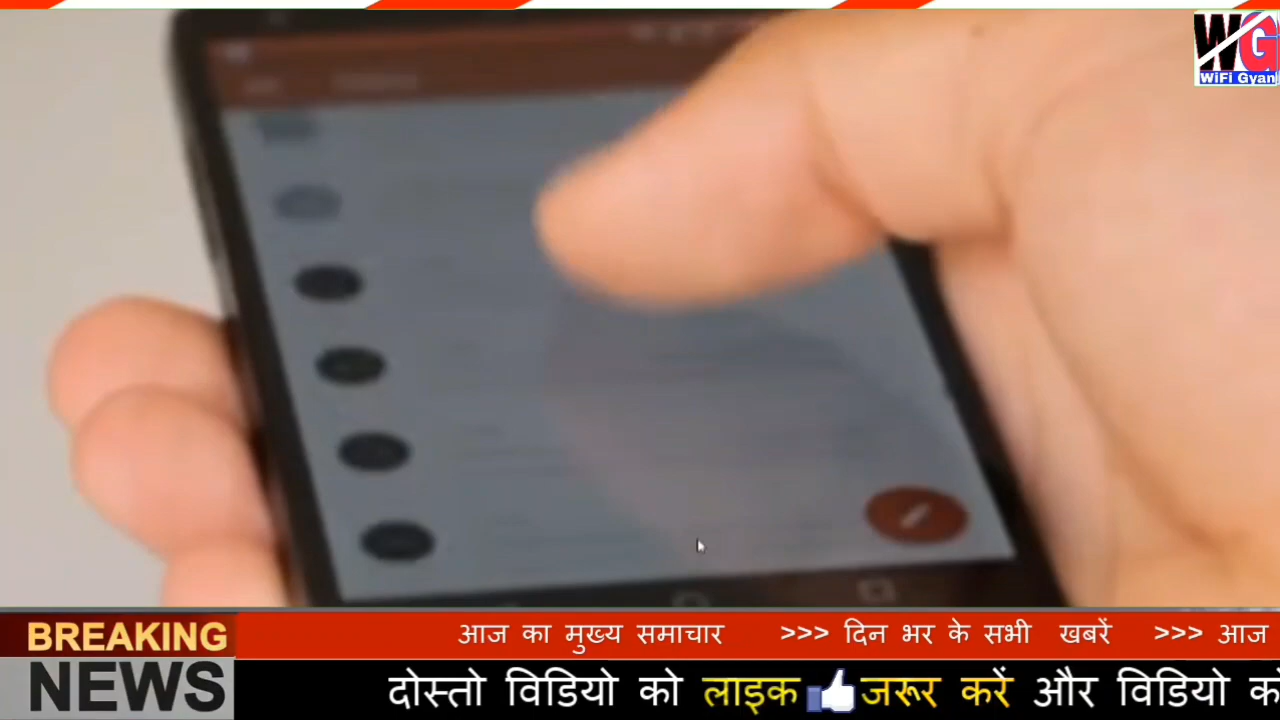 WG
WiFi Gyan
BREAKING
NEWS
आज का मुख्य समाचार >>> दिन भर के सभी खबरें >>> आज
दोस्तो विडियो को लाइक जरूर करें और विडियो